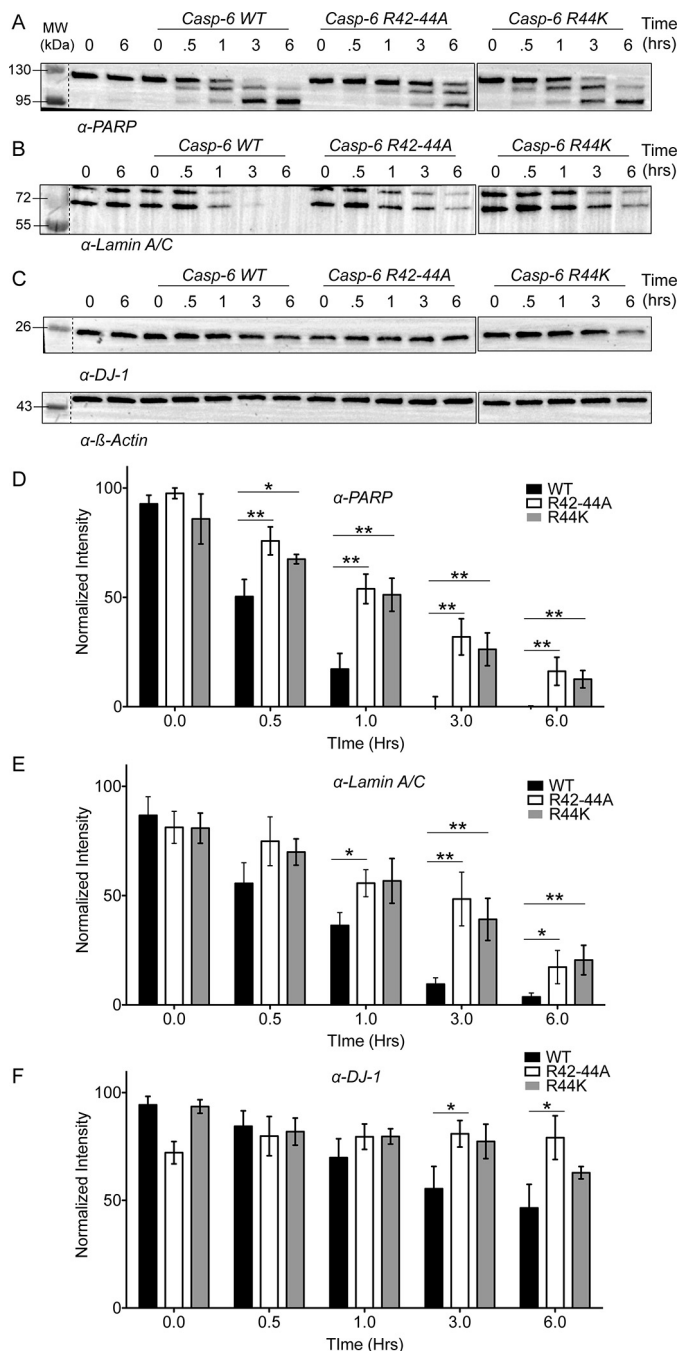 A MW Casp-6 WT Casp-6 R42-44A Casp-6 R44K Time
(kDa) 0 6 0 .5 1 3 6 0 .5 1 3 6 0 .5 1 3 6 (hrs)
130
95
α-PARP
B Casp-6 WT Casp-6 R42-44A Casp-6 R44K Time
0 6 0 .5 1 3 6 0 .5 1 3 6 0 .5 1 3 6 (hrs)
72
55
α-Lamin A/C
C Casp-6 WT Casp-6 R42-44A Casp-6 R44K Time
0 6 0 .5 1 3 6 0 .5 1 3 6 0 .5 1 3 6 (hrs)
26
α-DJ-1
43
α-ß-Actin
D α-PARP
WT
R42-44A
R44K
Normalized Intensity
100
50
0
* ** ** ** ** ** ** **
0.0 0.5 1.0 3.0 6.0
TIme (Hrs)
E α-Lamin A/C
WT
R42-44A
R44K
Normalized Intensity
100
50
0
* ** ** ** *
0.0 0.5 1.0 3.0 6.0
TIme (Hrs)
F α-DJ-1
WT
R42-44A
R44K
Normalized Intensity
100
50
0
* *
0.0 0.5 1.0 3.0 6.0
TIme (Hrs)